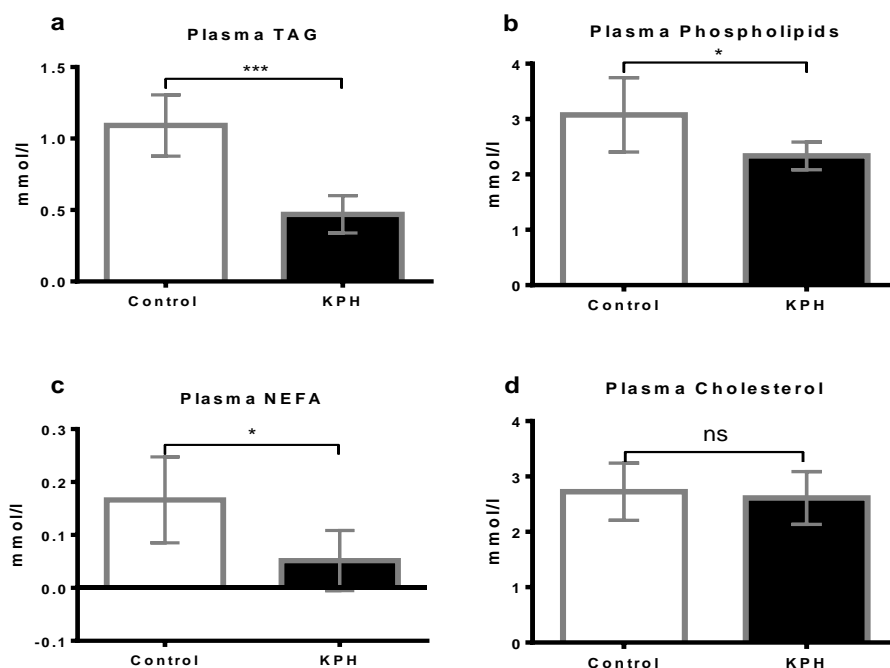 a
Plasma TAG
***
1.5
1.0
0.5
0.0
mmol/l
Control
KPH
b
Plasma Phospholipids
*
4
3
2
1
0
mmol/l
Control
KPH
c
Plasma NEFA
*
0.3
0.2
0.1
0.0
-0.1
mmol/l
Control
KPH
d
Plasma Cholesterol
ns
4
3
2
1
0
mmol/l
Control
KPH